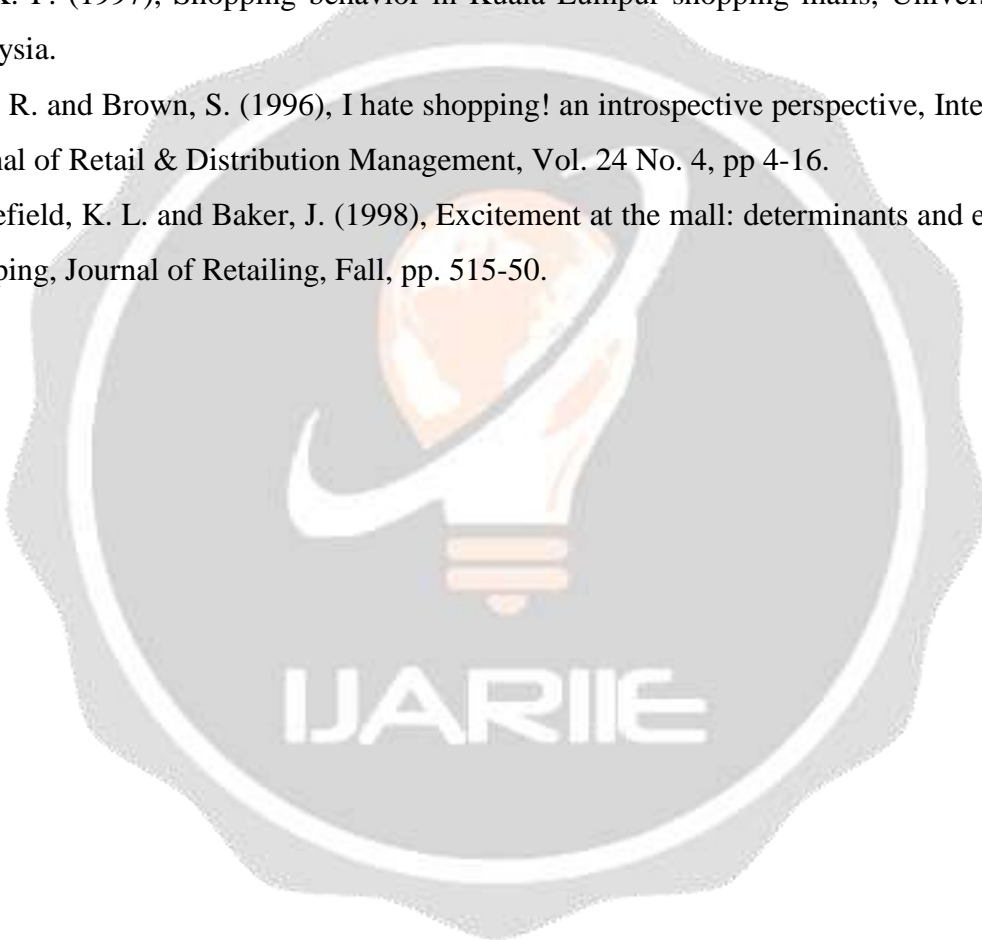 (1997), Shopping behavior in Kuala Lumpur shopping malls, Univers
ysia.
R. and Brown, S. (1996), I hate shopping! an introspective perspective, Inte
nal of Retail & Distribution Management, Vol. 24 No. 4, pp 4-16.
efield, K. L. and Baker, J. (1998), Excitement at the mall: determinants and e
ping, Journal of Retailing, Fall, pp. 515-50.
IJARIIE